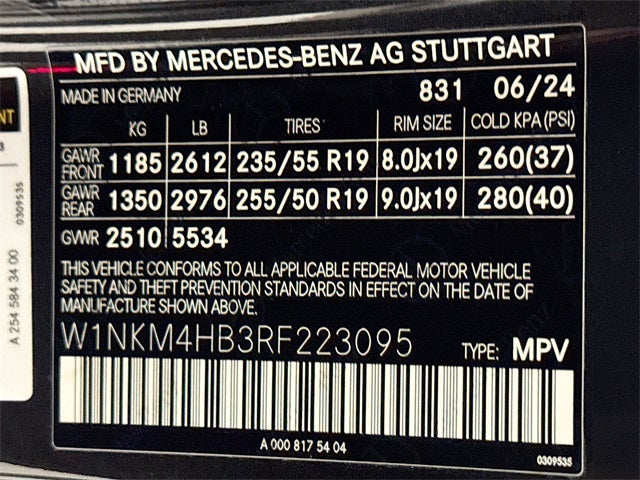 MFD BY MERCEDES-BENZ AG STUTTGART
MADE IN GERMANY 831 06/24
KG LB TIRES RIM SIZE COLD KPA (PSI)
GAWR FRONT 1185 2612 235/55 R19 8.0Jx19 260(37)
GAWR REAR 1350 2976 255/50 R19 9.0Jx19 280(40)
GVWR 2510 5534
THIS VEHICLE CONFORMS TO ALL APPLICABLE FEDERAL MOTOR VEHICLE
SAFETY AND THEFT PREVENTION STANDARDS IN EFFECT ON THE DATE OF
MANUFACTURE SHOWN ABOVE.
W1NKM4HB3RF223095 TYPE: MPV
A 000 817 54 04
0309535
A 254 584 34 00
0309535